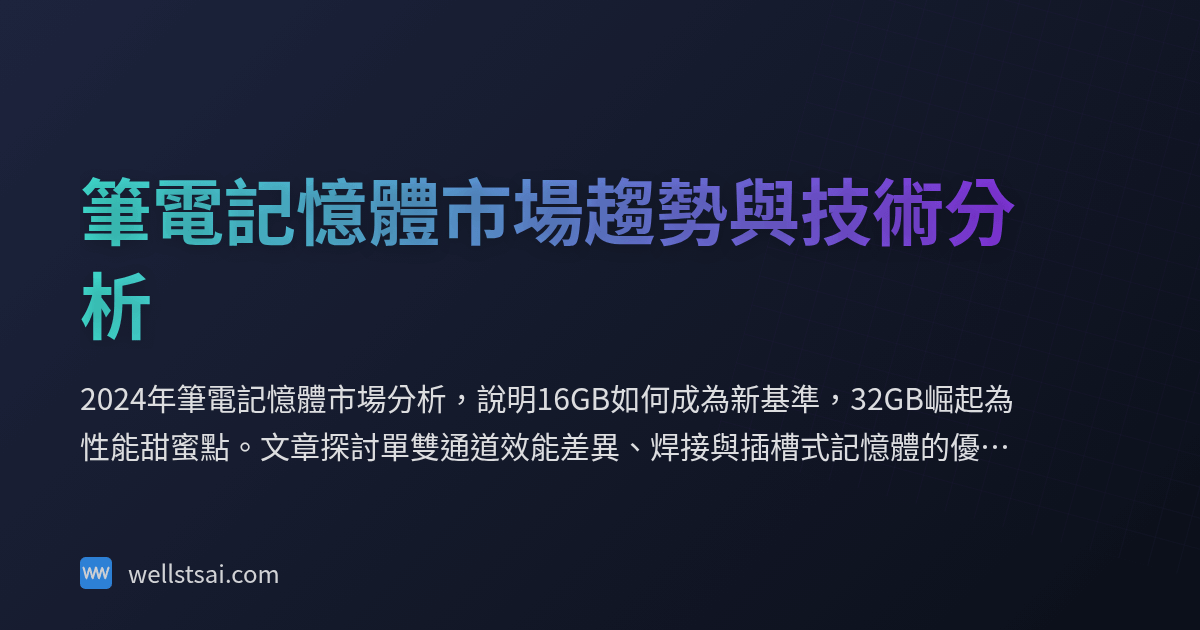 筆電記憶體市場趨勢與技術分
析
2024年筆電記憶體市場分析，說明16GB如何成為新基準，32GB崛起為
性能甜蜜點。文章探討單雙通道效能差異、焊接與插槽式記憶體的優…
wellstsai.com